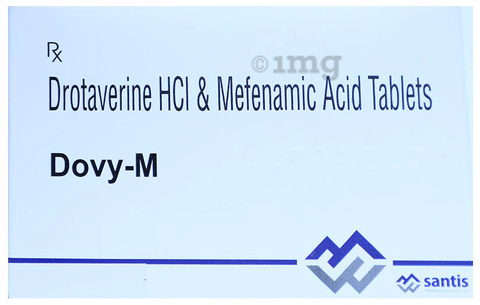 Rx
©1mg
Drotaverine HCl & Mefenamic Acid Tablets
Dovy-M
santis